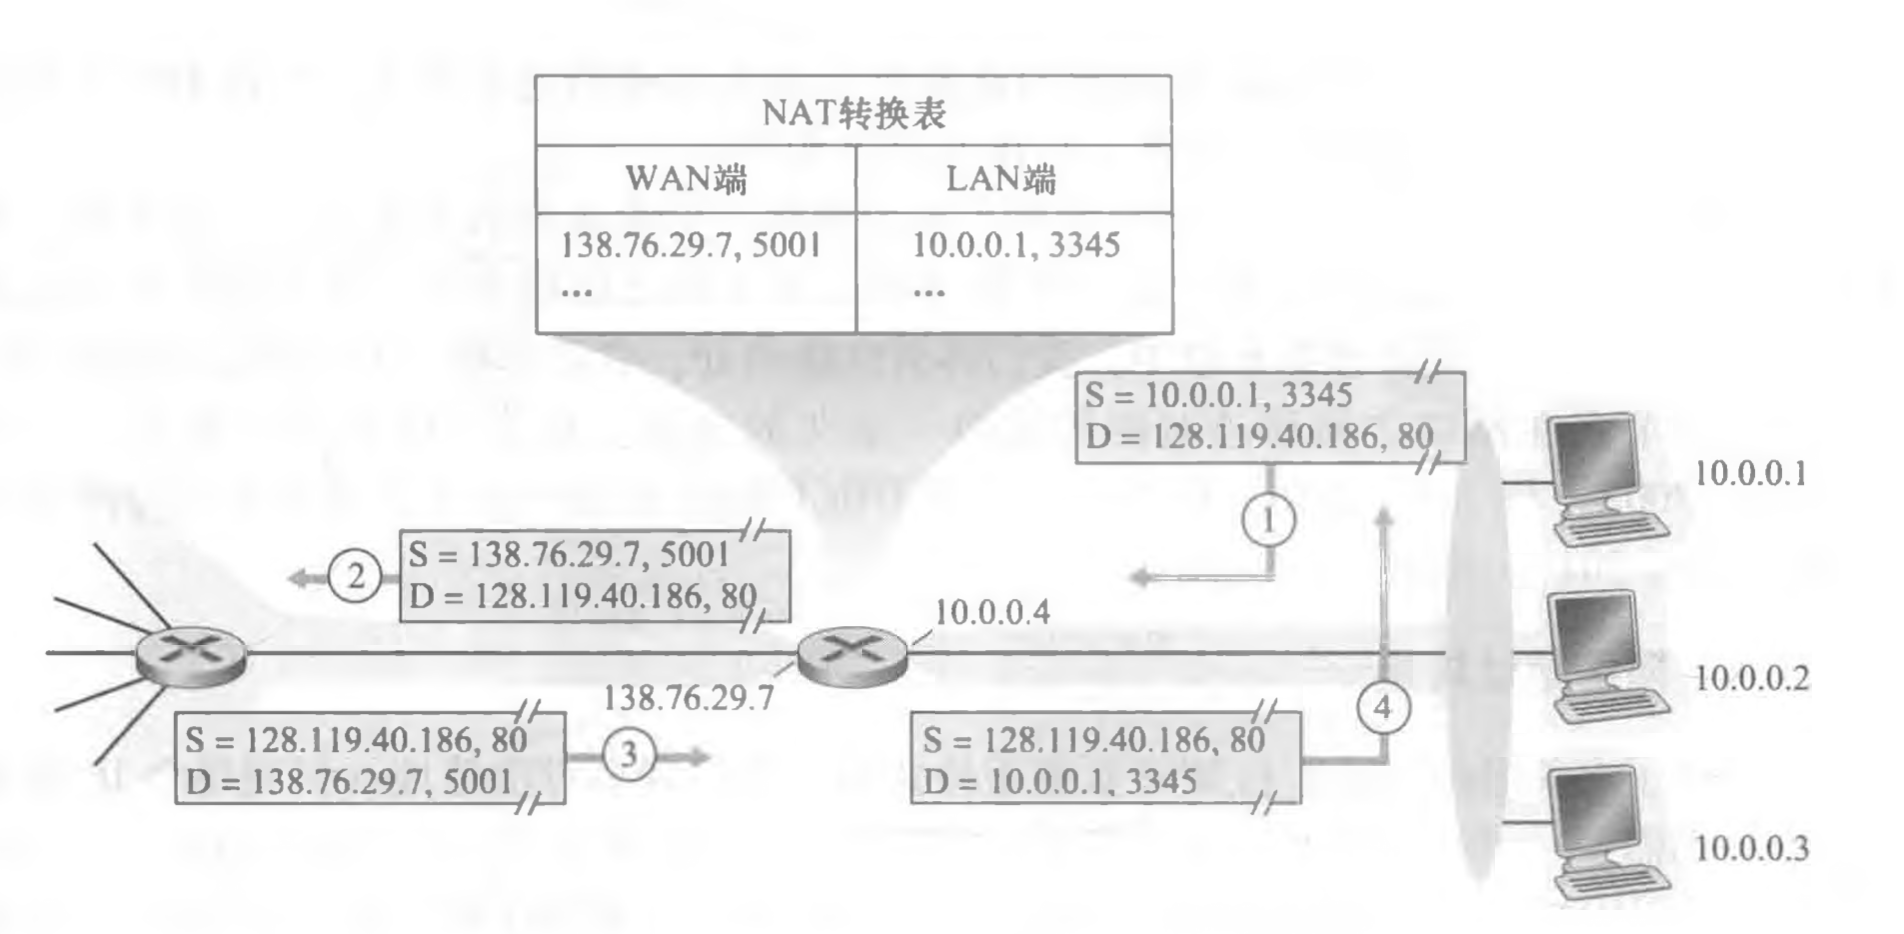 NAT转换表
WAN端 LAN端
138.76.29.7, 5001 10.0.0.1, 3345
... ...
S = 10.0.0.1, 3345
D = 128.119.40.186, 80
10.0.0.1
1
S = 138.76.29.7, 5001
D = 128.119.40.186, 80
2
10.0.0.4
138.76.29.7
10.0.0.2
4
S = 128.119.40.186, 80
D = 138.76.29.7, 5001
3
S = 128.119.40.186, 80
D = 10.0.0.1, 3345
10.0.0.3